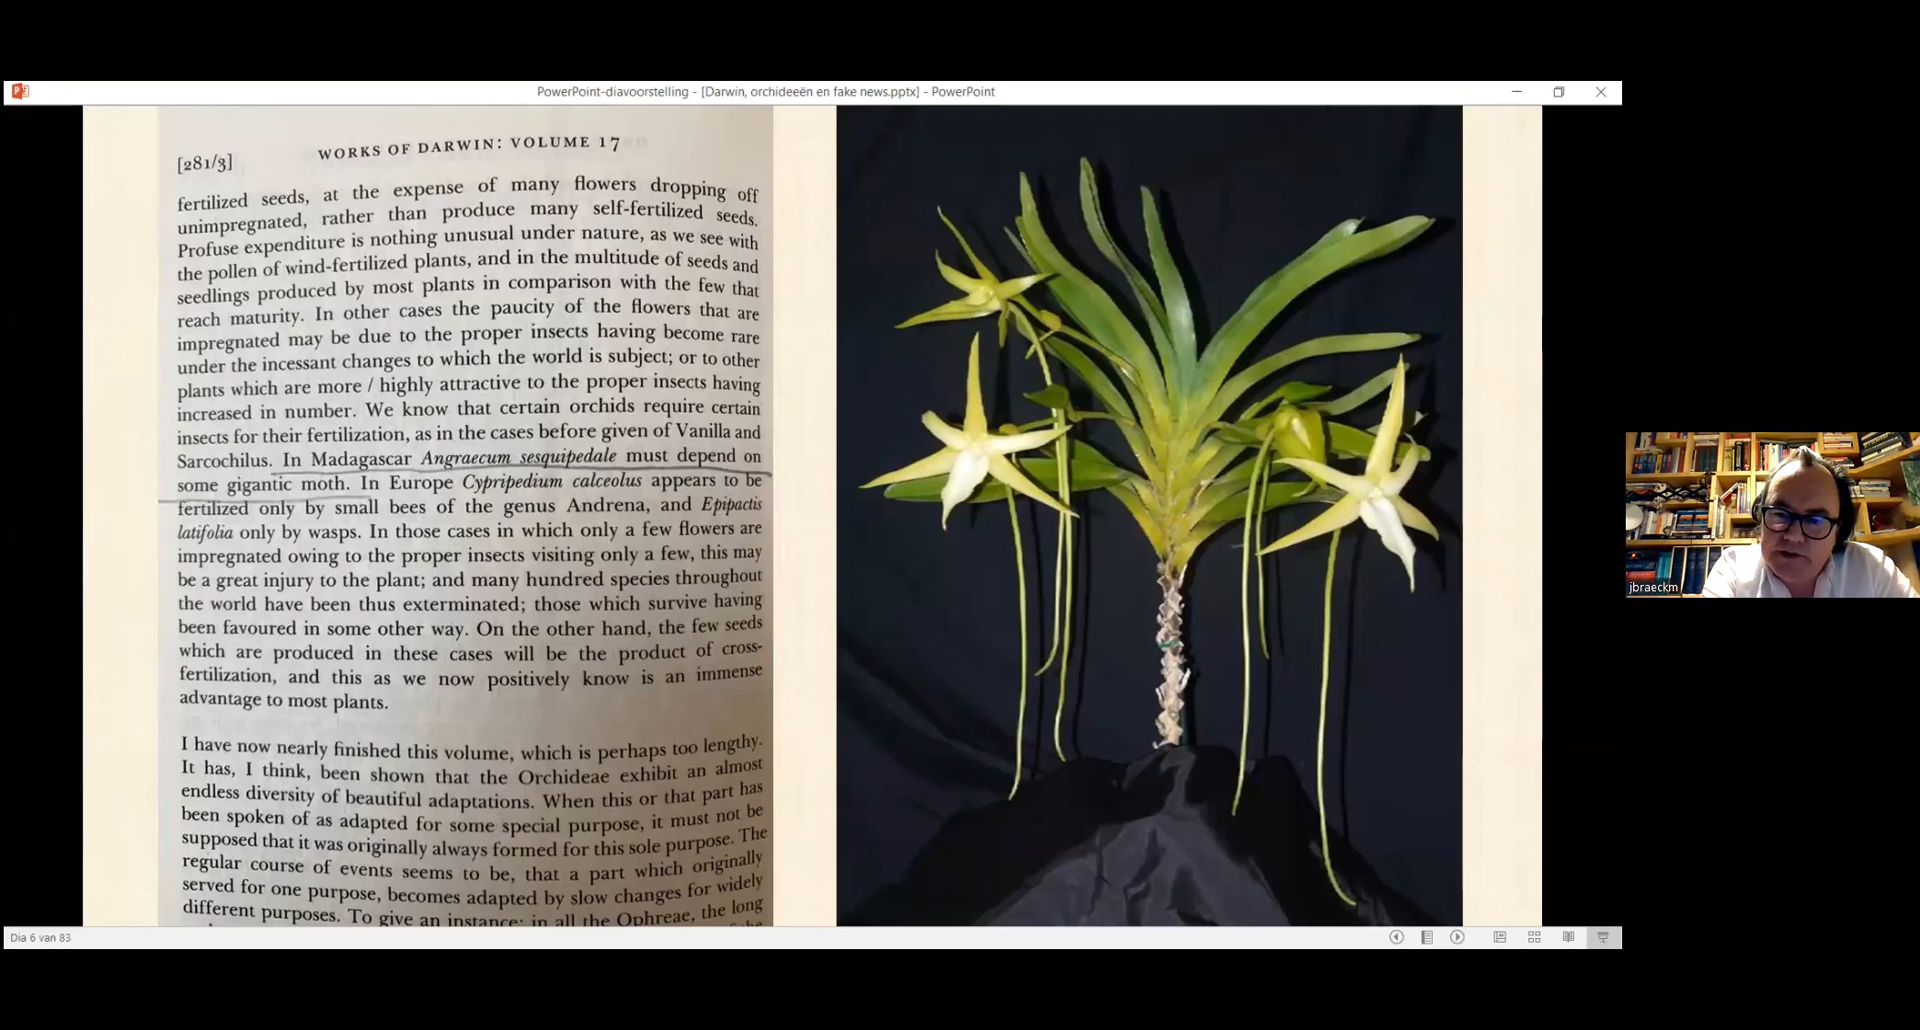 PowerPoint-diavoorstelling - [Darwin, orchideeën en fake news.pptx] - PowerPoint
[281/3]
WORKS OF DARWIN: VOLUME 17
fertilized seeds, at the expense of many flowers dropping off
unimpregnated, rather than produce many self-fertilized seeds.
Profuse expenditure is nothing unusual under nature, as we see with
the pollen of wind-fertilized plants, and in the multitude of seeds and
seedlings produced by most plants in comparison with the few that
reach maturity. In other cases the paucity of the flowers that are
impregnated may be due to the proper insects having become rare
under the incessant changes to which the world is subject; or to other
plants which are more / highly attractive to the proper insects having
increased in number. We know that certain orchids require certain
insects for their fertilization, as in the cases before given of Vanilla and
Sarcochilus. In Madagascar Angraecum sesquipedale must depend on
some gigantic moth. In Europe Cypripedium calceolus appears to be
fertilized only by small bees of the genus Andrena, and Epipactis
latifolia only by wasps. In those cases in which only a few flowers are
impregnated owing to the proper insects visiting only a few, this may
be a great injury to the plant; and many hundred species throughout
the world have been thus exterminated; those which survive having
been favoured in some other way. On the other hand, the few seeds
which are produced in these cases will be the product of cross-
fertilization, and this as we now positively know is an immense
advantage to most plants.
I have now nearly finished this volume, which is perhaps too lengthy.
It has, I think, been shown that the Orchideae exhibit an almost
endless diversity of beautiful adaptations. When this or that part has
been spoken of as adapted for some special purpose, it must not be
supposed that it was originally always formed for this sole purpose. The
regular course of events seems to be, that a part which originally
served for one purpose, becomes adapted by slow changes for widely
different purposes. To give an instance: in all the Ophreae, the long
jbraeckm
Dia 6 van 83